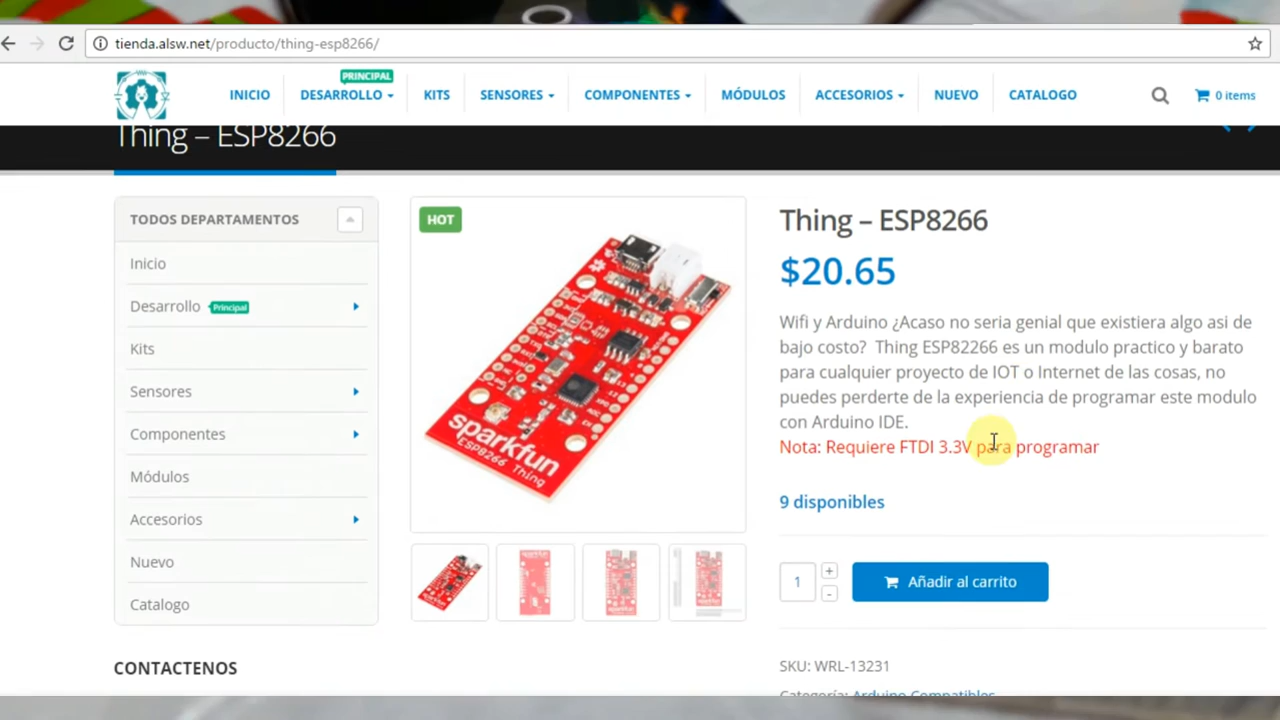 tienda.alsw.net/producto/thing-esp8266/
PRINCIPAL
INICIO DESARROLLO KITS SENSORES COMPONENTES MÓDULOS ACCESORIOS NUEVO CATALOGO 0 items
Thing – ESP8266
TODOS DEPARTAMENTOS
Inicio
Desarrollo Principal
Kits
Sensores
Componentes
Módulos
Accesorios
Nuevo
Catalogo
CONTACTENOS
HOT
sparkfun
ESP8266 Thing
Thing – ESP8266
$20.65
Wifi y Arduino ¿Acaso no seria genial que existiera algo asi de
bajo costo? Thing ESP82266 es un modulo practico y barato
para cualquier proyecto de IOT o Internet de las cosas, no
puedes perderte de la experiencia de programar este modulo
con Arduino IDE.
Nota: Requiere FTDI 3.3V para programar
9 disponibles
1 + -
Añadir al carrito
SKU: WRL-13231
Categoría: Arduino Compatibles